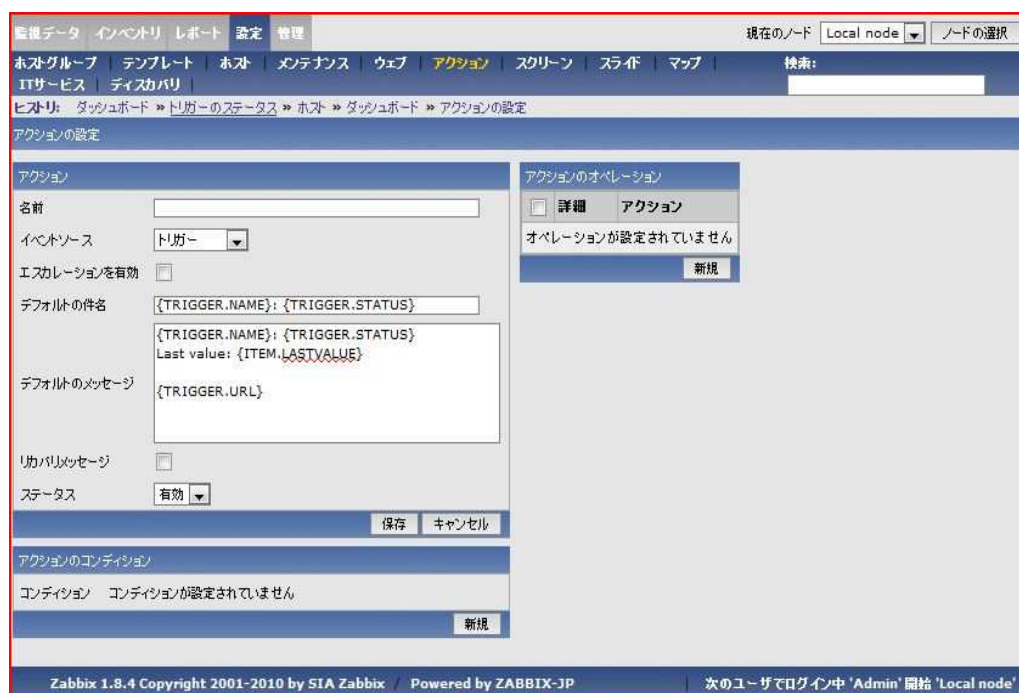 監視データ インベントリ レポート 設定 管理
現在のノード Local node ノードの選択
ホストグループ | テンプレート | ホスト | メンテナンス | ウェブ | アクション | スクリーン | スライド | マップ |
ITサービス | ディスカバリ |
検索:
ヒストリ: ダッシュボード » トリガーのステータス » ホスト » ダッシュボード » アクションの設定
アクションの設定
アクション
名前
イベントソース トリガー
エスカレーションを有効
デフォルトの件名 {TRIGGER.NAME}: {TRIGGER.STATUS}
デフォルトのメッセージ
{TRIGGER.NAME}: {TRIGGER.STATUS}
Last value: {ITEM.LASTVALUE}
{TRIGGER.URL}
リカバリメッセージ
ステータス 有効
保存 キャンセル
アクションのコンディション
コンディション コンディションが設定されていません
新規
アクションのオペレーション
詳細 アクション
オペレーションが設定されていません
新規
Zabbix 1.8.4 Copyright 2001-2010 by SIA Zabbix / Powered by ZABBIX-JP
次のユーザでログイン中 'Admin' 開始 'Local node'